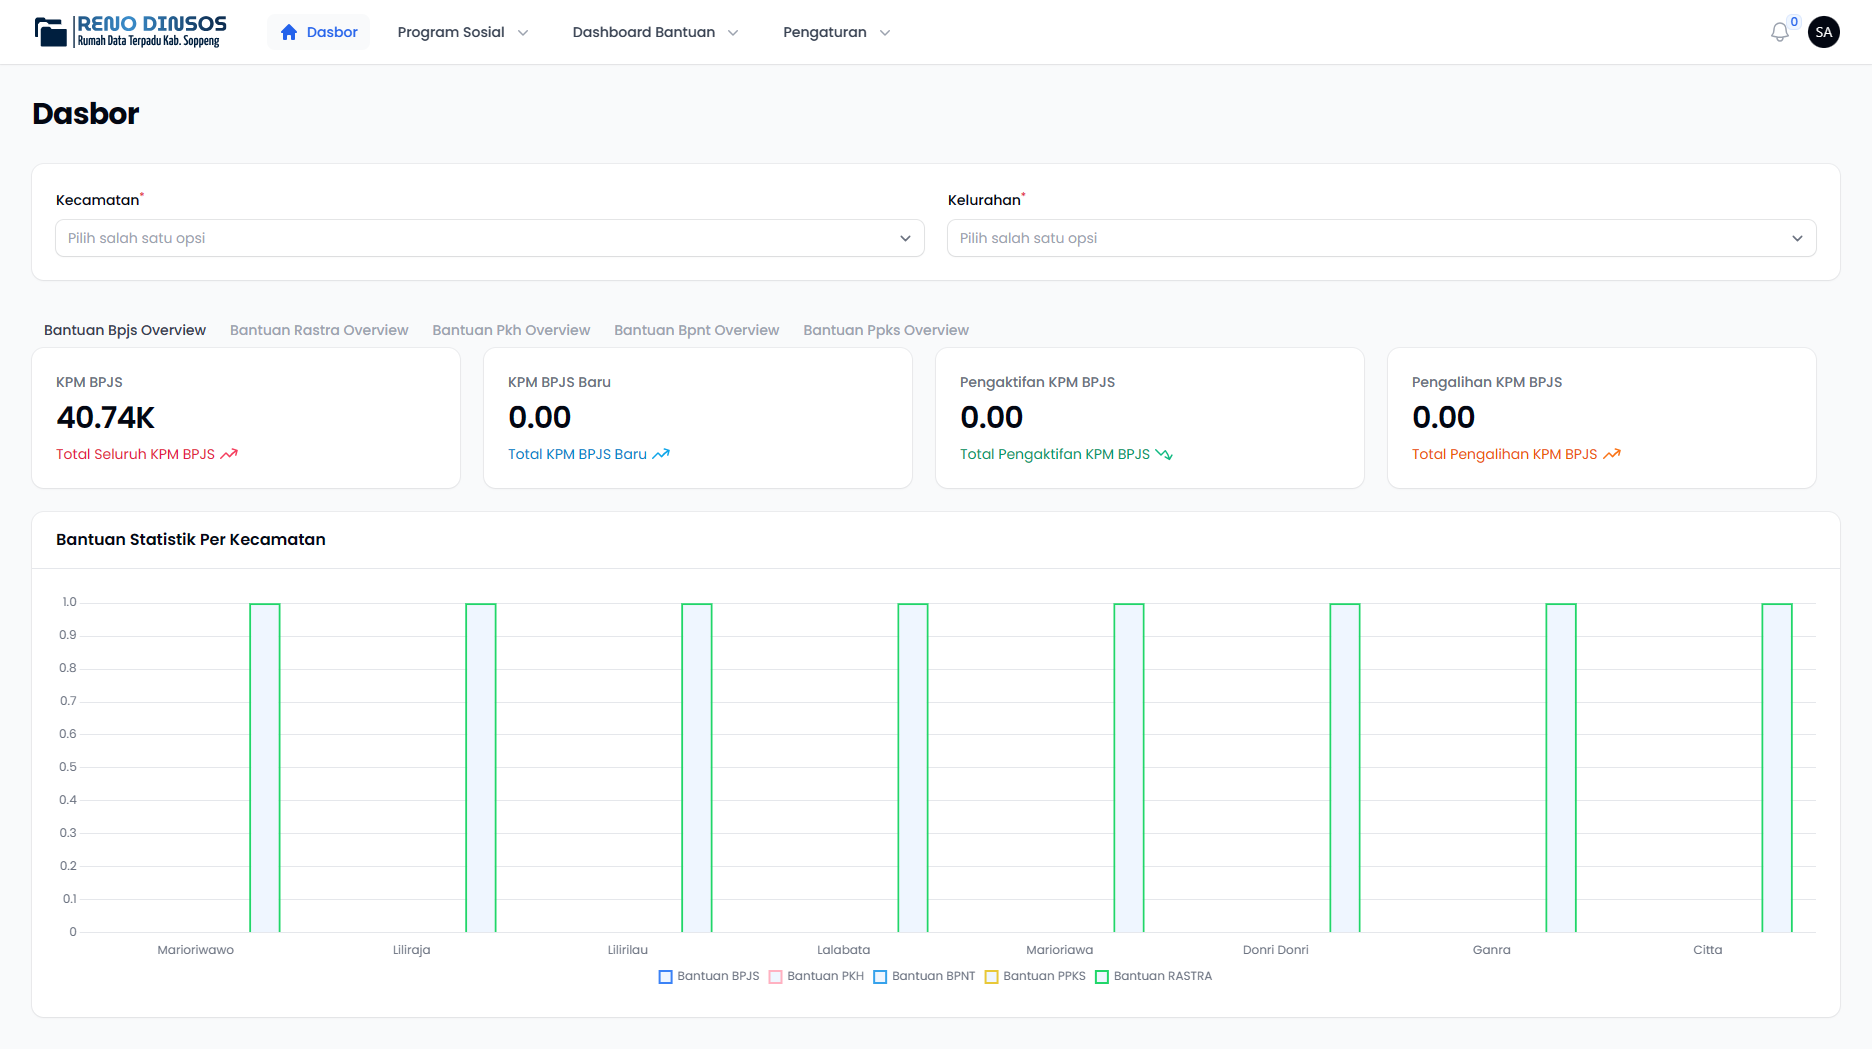 RENO DINSOS
Rumah Data Terpadu Kab. Soppeng
Dasbor
Program Sosial
Dashboard Bantuan
Pengaturan
0
SA
Dasbor
Kecamatan*
Kelurahan*
Pilih salah satu opsi
Pilih salah satu opsi
Bantuan Bpjs Overview
Bantuan Rastra Overview
Bantuan Pkh Overview
Bantuan Bpnt Overview
Bantuan Ppks Overview
KPM BPJS
40.74K
Total Seluruh KPM BPJS
KPM BPJS Baru
0.00
Total KPM BPJS Baru
Pengaktifan KPM BPJS
0.00
Total Pengaktifan KPM BPJS
Pengalihan KPM BPJS
0.00
Total Pengalihan KPM BPJS
Bantuan Statistik Per Kecamatan
1.0
0.9
0.8
0.7
0.6
0.5
0.4
0.3
0.2
0.1
0
Marioriwawo
Liliraja
Lilirilau
Lalabata
Marioriawa
Donri Donri
Ganra
Citta
Bantuan BPJS
Bantuan PKH
Bantuan BPNT
Bantuan PPKS
Bantuan RASTRA